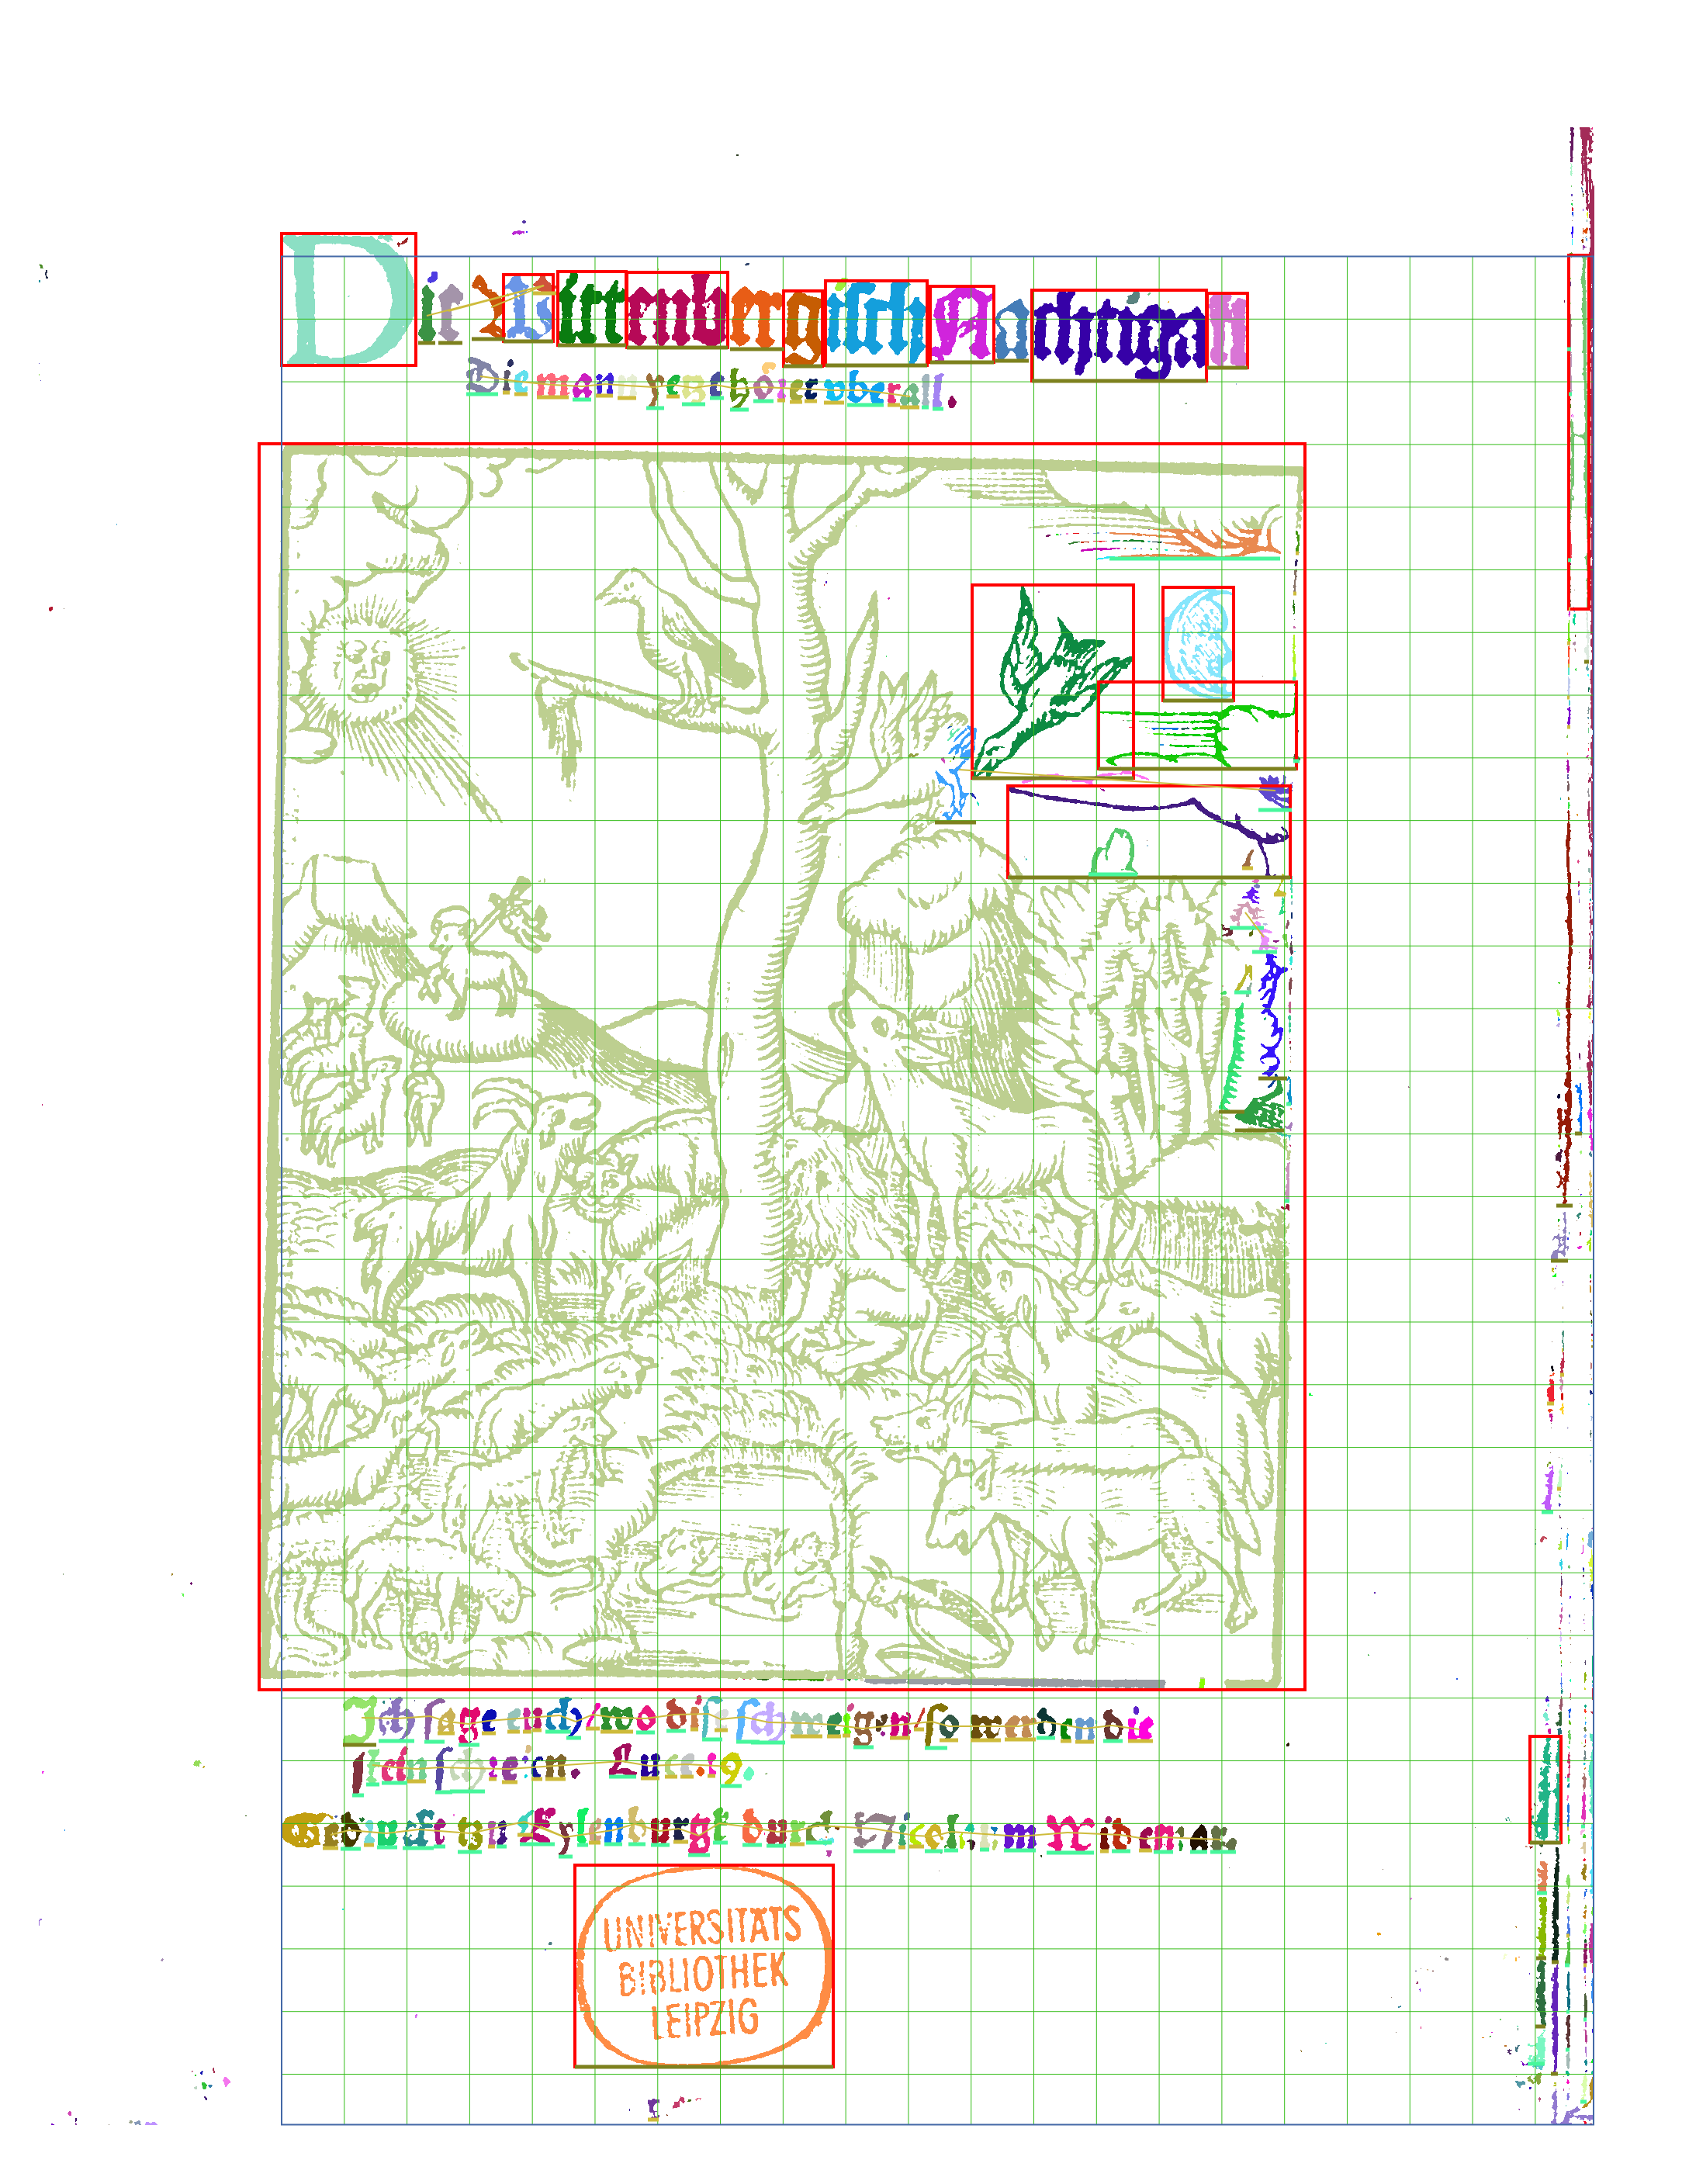 Die Wittembergisch Nachtigall
Die man yetzt höret vberall.
Jch sage euch/wo dise schweigen/so werden die
stein schreien. Luce. 19.
Gedruckt zu Eylenburgk durch Nicolaum Widemar.
UNIVERSITÄTS
BIBLIOTHEK
LEIPZIG